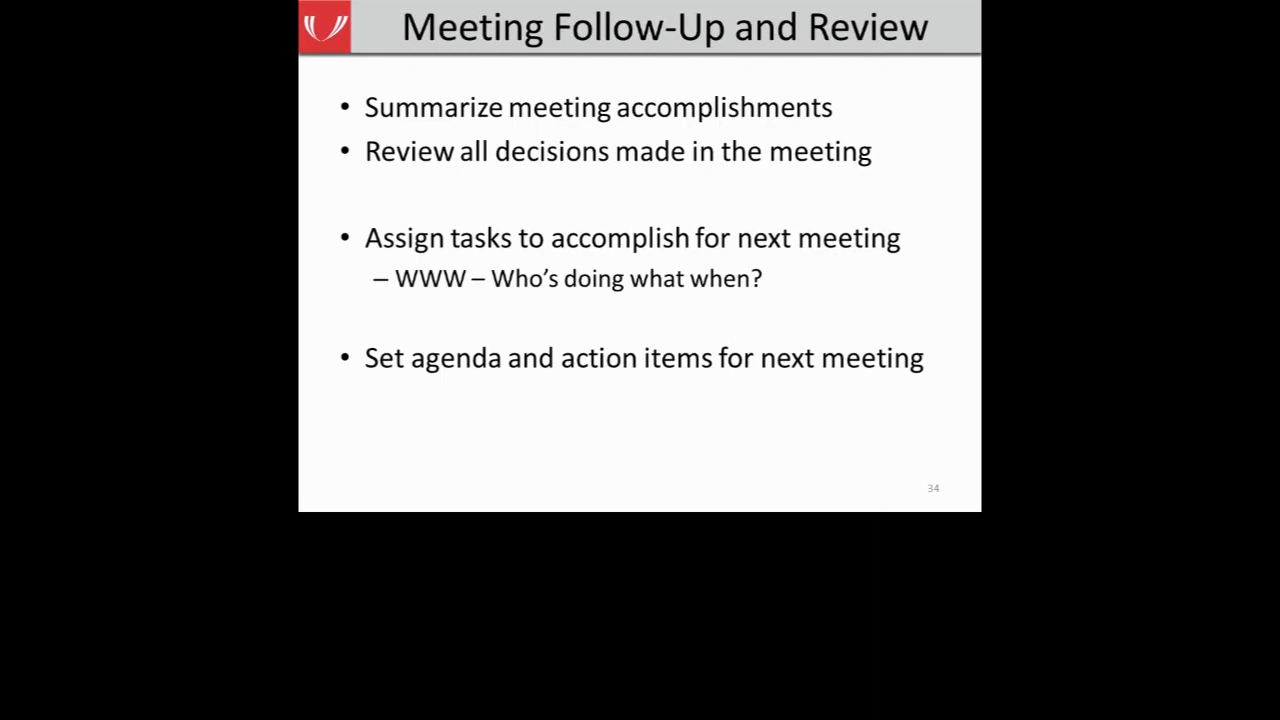 Meeting Follow-Up and Review
• Summarize meeting accomplishments
• Review all decisions made in the meeting
• Assign tasks to accomplish for next meeting
– WWW – Who's doing what when?
• Set agenda and action items for next meeting
34